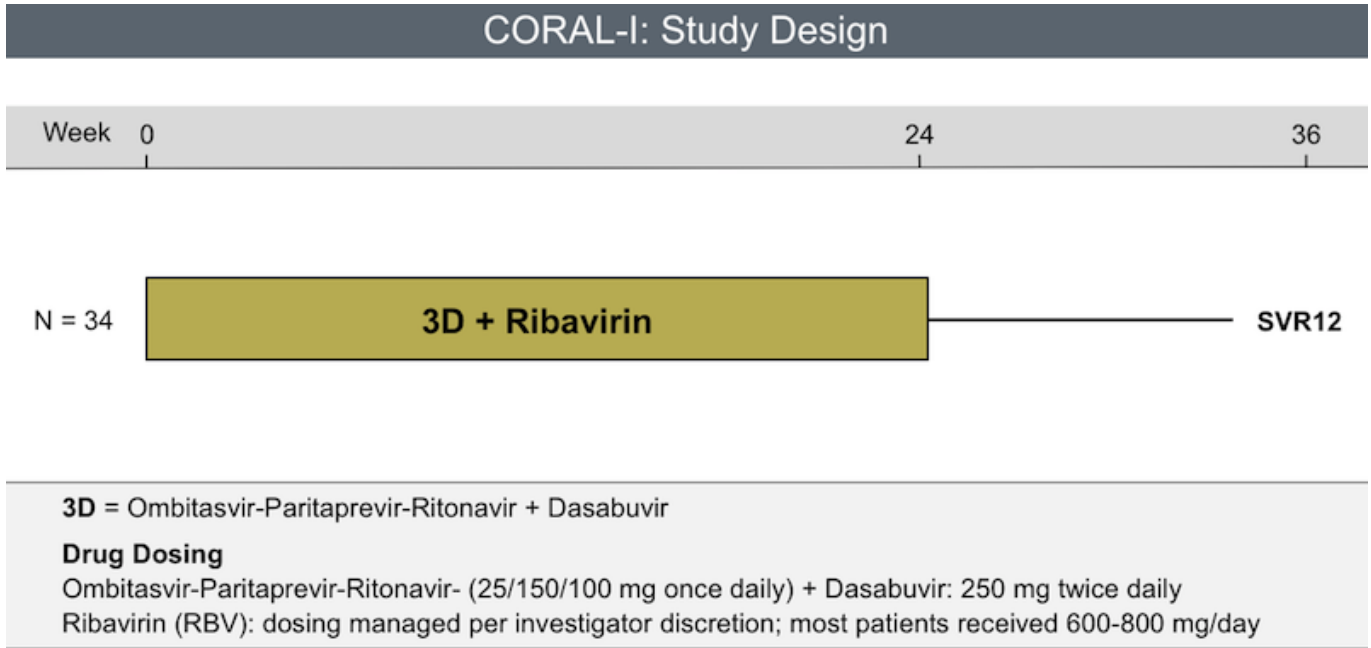 CORAL-I: Study Design
Week 0 24 36
N = 34 3D + Ribavirin SVR12
3D = Ombitasvir-Paritaprevir-Ritonavir + Dasabuvir
Drug Dosing
Ombitasvir-Paritaprevir-Ritonavir- (25/150/100 mg once daily) + Dasabuvir: 250 mg twice daily
Ribavirin (RBV): dosing managed per investigator discretion; most patients received 600-800 mg/day